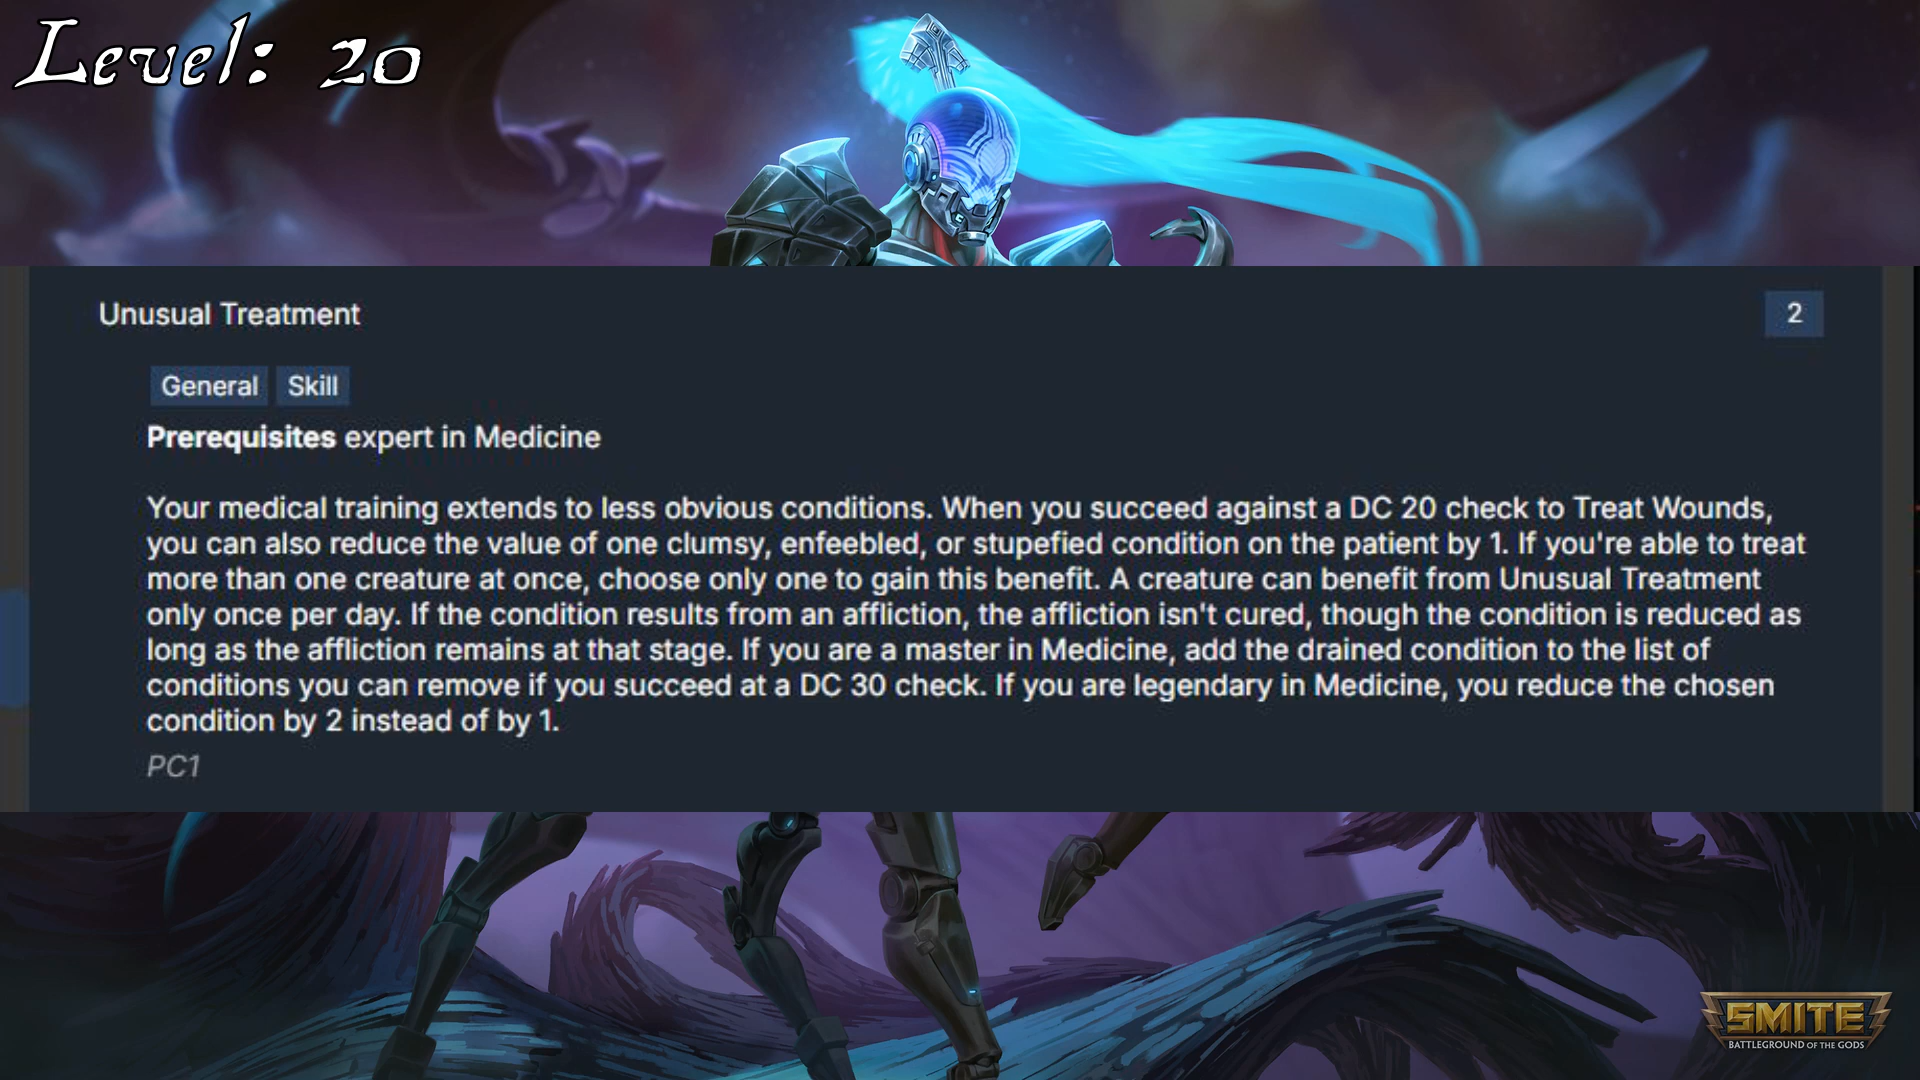 Level: 20
Unusual Treatment
2
General Skill
Prerequisites expert in Medicine
Your medical training extends to less obvious conditions. When you succeed against a DC 20 check to Treat Wounds,
you can also reduce the value of one clumsy, enfeebled, or stupefied condition on the patient by 1. If you're able to treat
more than one creature at once, choose only one to gain this benefit. A creature can benefit from Unusual Treatment
only once per day. If the condition results from an affliction, the affliction isn't cured, though the condition is reduced as
long as the affliction remains at that stage. If you are a master in Medicine, add the drained condition to the list of
conditions you can remove if you succeed at a DC 30 check. If you are legendary in Medicine, you reduce the chosen
condition by 2 instead of by 1.
PC1
SMITE
BATTLEGROUND OF THE GODS